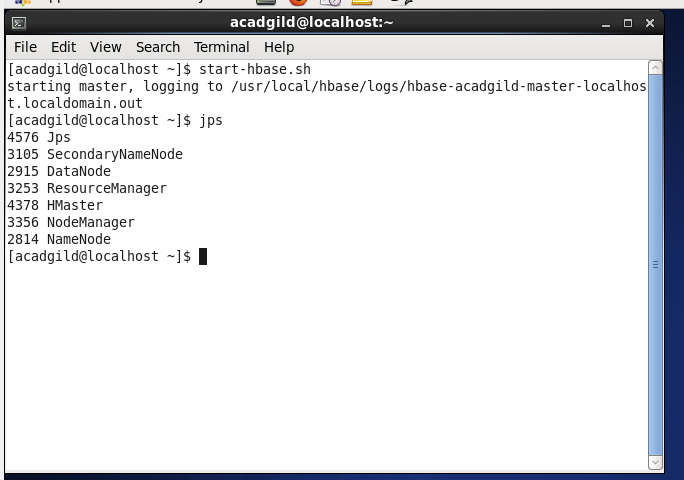 acadgild@localhost:~
File Edit View Search Terminal Help
[acadgild@localhost ~]$ start-hbase.sh
starting master, logging to /usr/local/hbase/logs/hbase-acadgild-master-localhos
t.localdomain.out
[acadgild@localhost ~]$ jps
4576 Jps
3105 SecondaryNameNode
2915 DataNode
3253 ResourceManager
4378 HMaster
3356 NodeManager
2814 NameNode
[acadgild@localhost ~]$